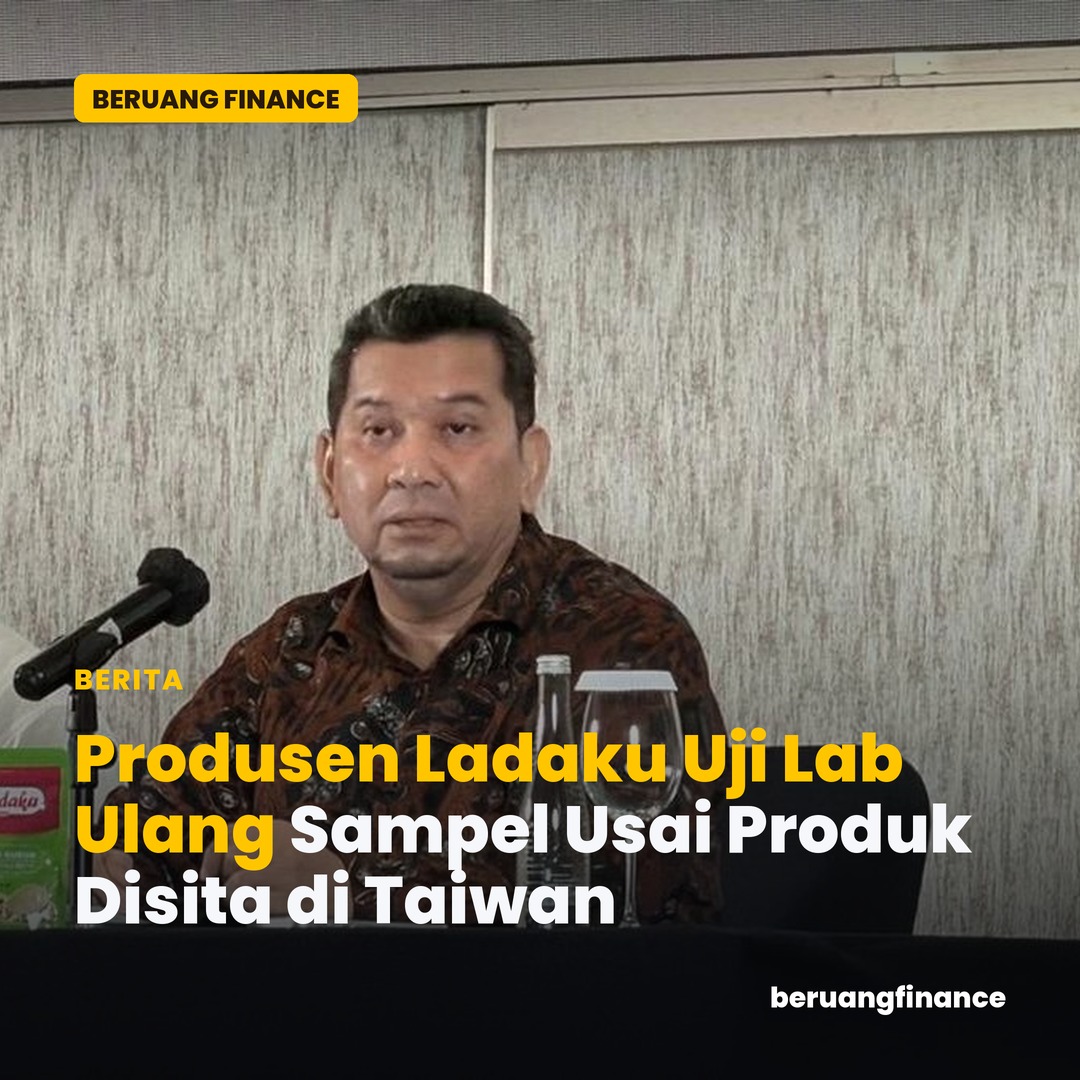 BERUANG FINANCE
BERITA
Produsen Ladaku Uji Lab
Ulang Sampel Usai Produk
Disita di Taiwan
beruangfinance